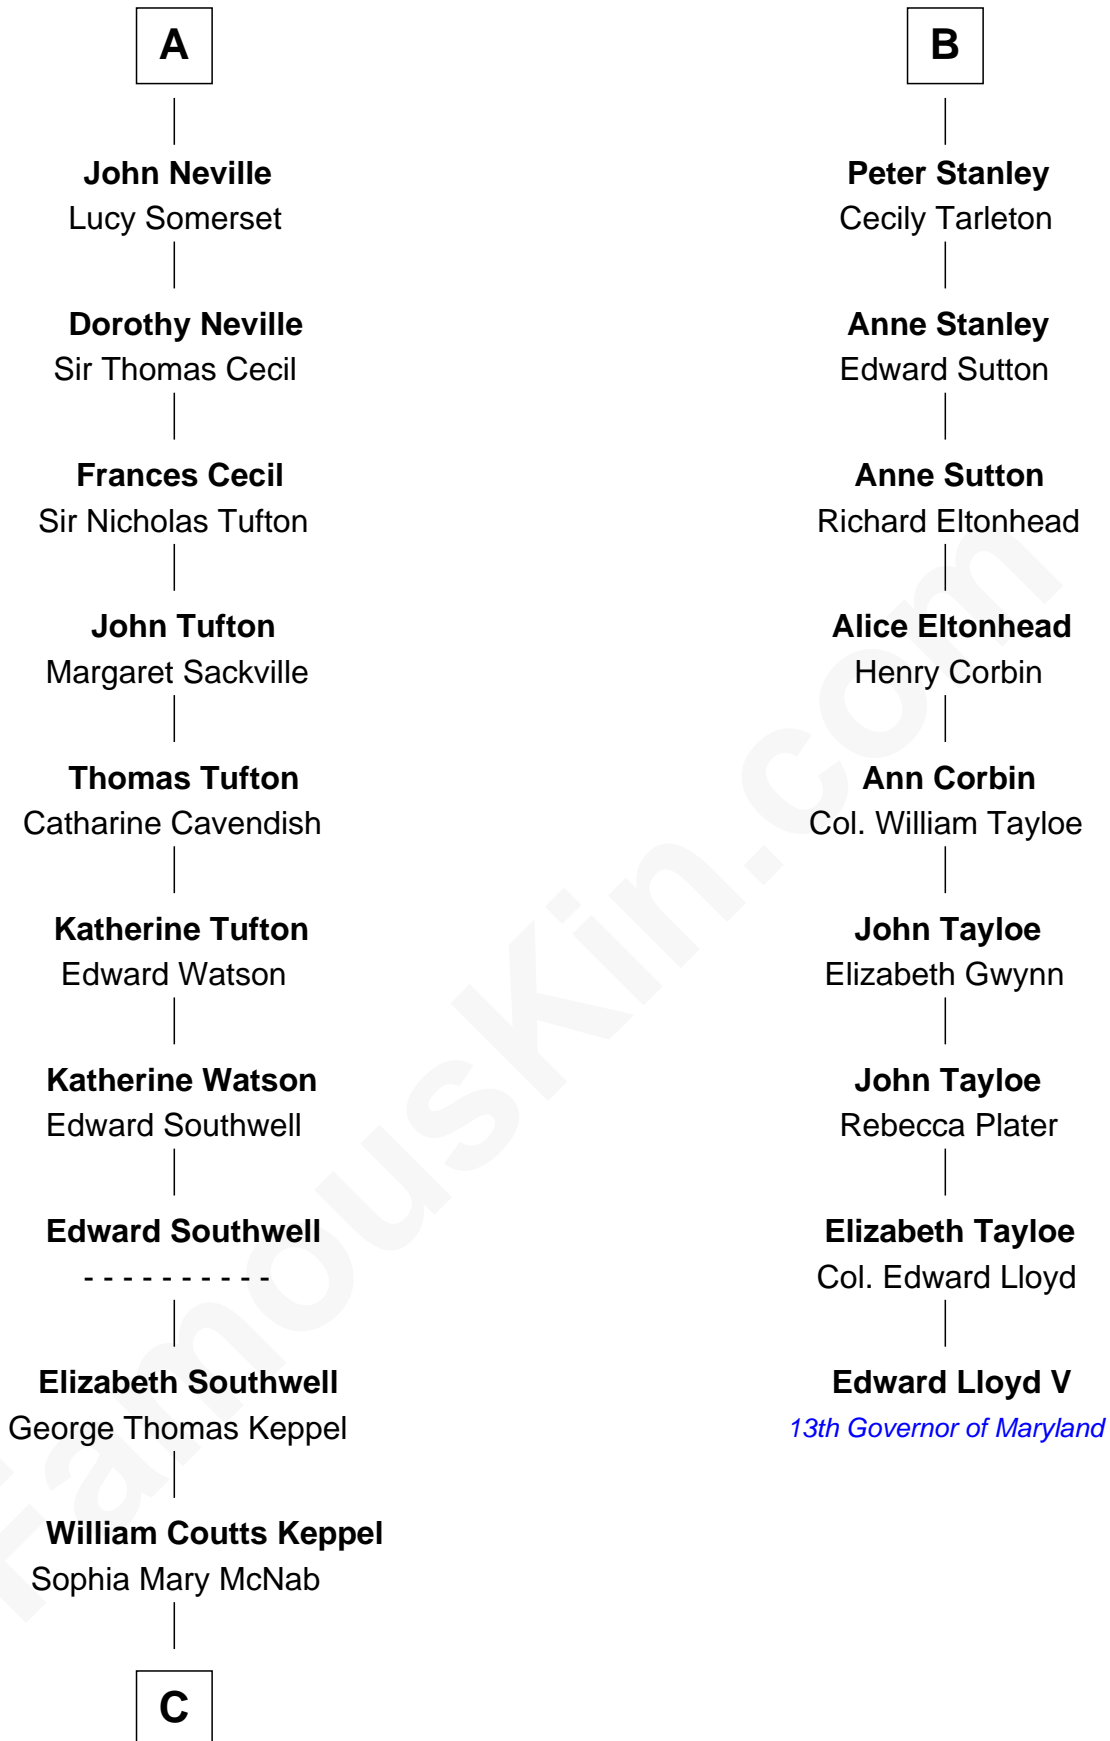 A
John Neville
Lucy Somerset
Dorothy Neville
Sir Thomas Cecil
Frances Cecil
Sir Nicholas Tufton
John Tufton
Margaret Sackville
Thomas Tufton
Catharine Cavendish
Katherine Tufton
Edward Watson
Katherine Watson
Edward Southwell
Edward Southwell
- - - - - - - - - -
Elizabeth Southwell
George Thomas Keppel
William Coutts Keppel
Sophia Mary McNab
C
B
Peter Stanley
Cecily Tarleton
Anne Stanley
Edward Sutton
Anne Sutton
Richard Eltonhead
Alice Eltonhead
Henry Corbin
Ann Corbin
Col. William Tayloe
John Tayloe
Elizabeth Gwynn
John Tayloe
Rebecca Plater
Elizabeth Tayloe
Col. Edward Lloyd
Edward Lloyd V
13th Governor of Maryland
FamousKin.com